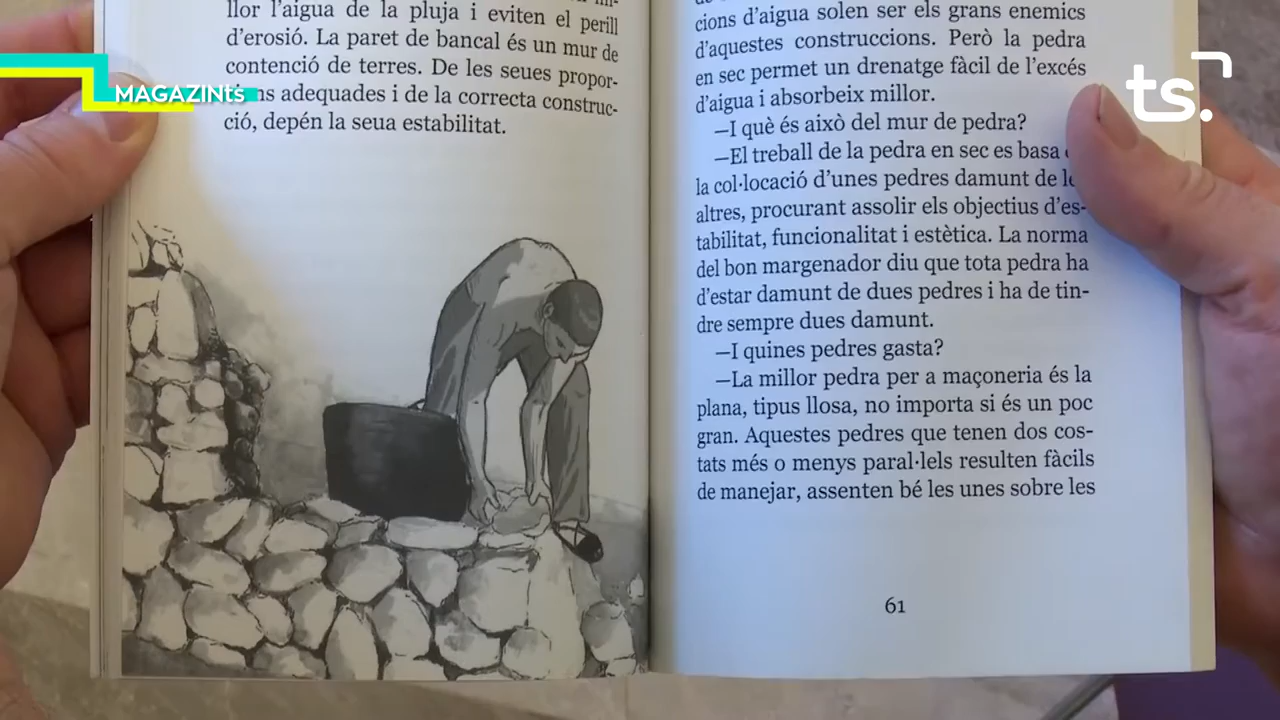 MAGAZINts
ts.
llor l'aigua de la pluja i eviten el perill
d'erosió. La paret de bancal és un mur de
contenció de terres. De les seues propor-
ns adequades i de la correcta construc-
ció, depén la seua estabilitat.
cions d'aigua solen ser els grans enemics
d'aquestes construccions. Però la pedra
en sec permet un drenatge fàcil de l'excés
d'aigua i absorbeix millor.
—I què és això del mur de pedra?
—El treball de la pedra en sec es basa
la col·locació d'unes pedres damunt de
altres, procurant assolir els objectius d'es-
tabilitat, funcionalitat i estètica. La norma
del bon margenador diu que tota pedra ha
d'estar damunt de dues pedres i ha de tin-
dre sempre dues damunt.
—I quines pedres gasta?
—La millor pedra per a maçoneria és la
plana, tipus llosa, no importa si és un poc
gran. Aquestes pedres que tenen dos cos-
tats més o menys paral·lels resulten fàcils
de manejar, assenten bé les unes sobre les
61